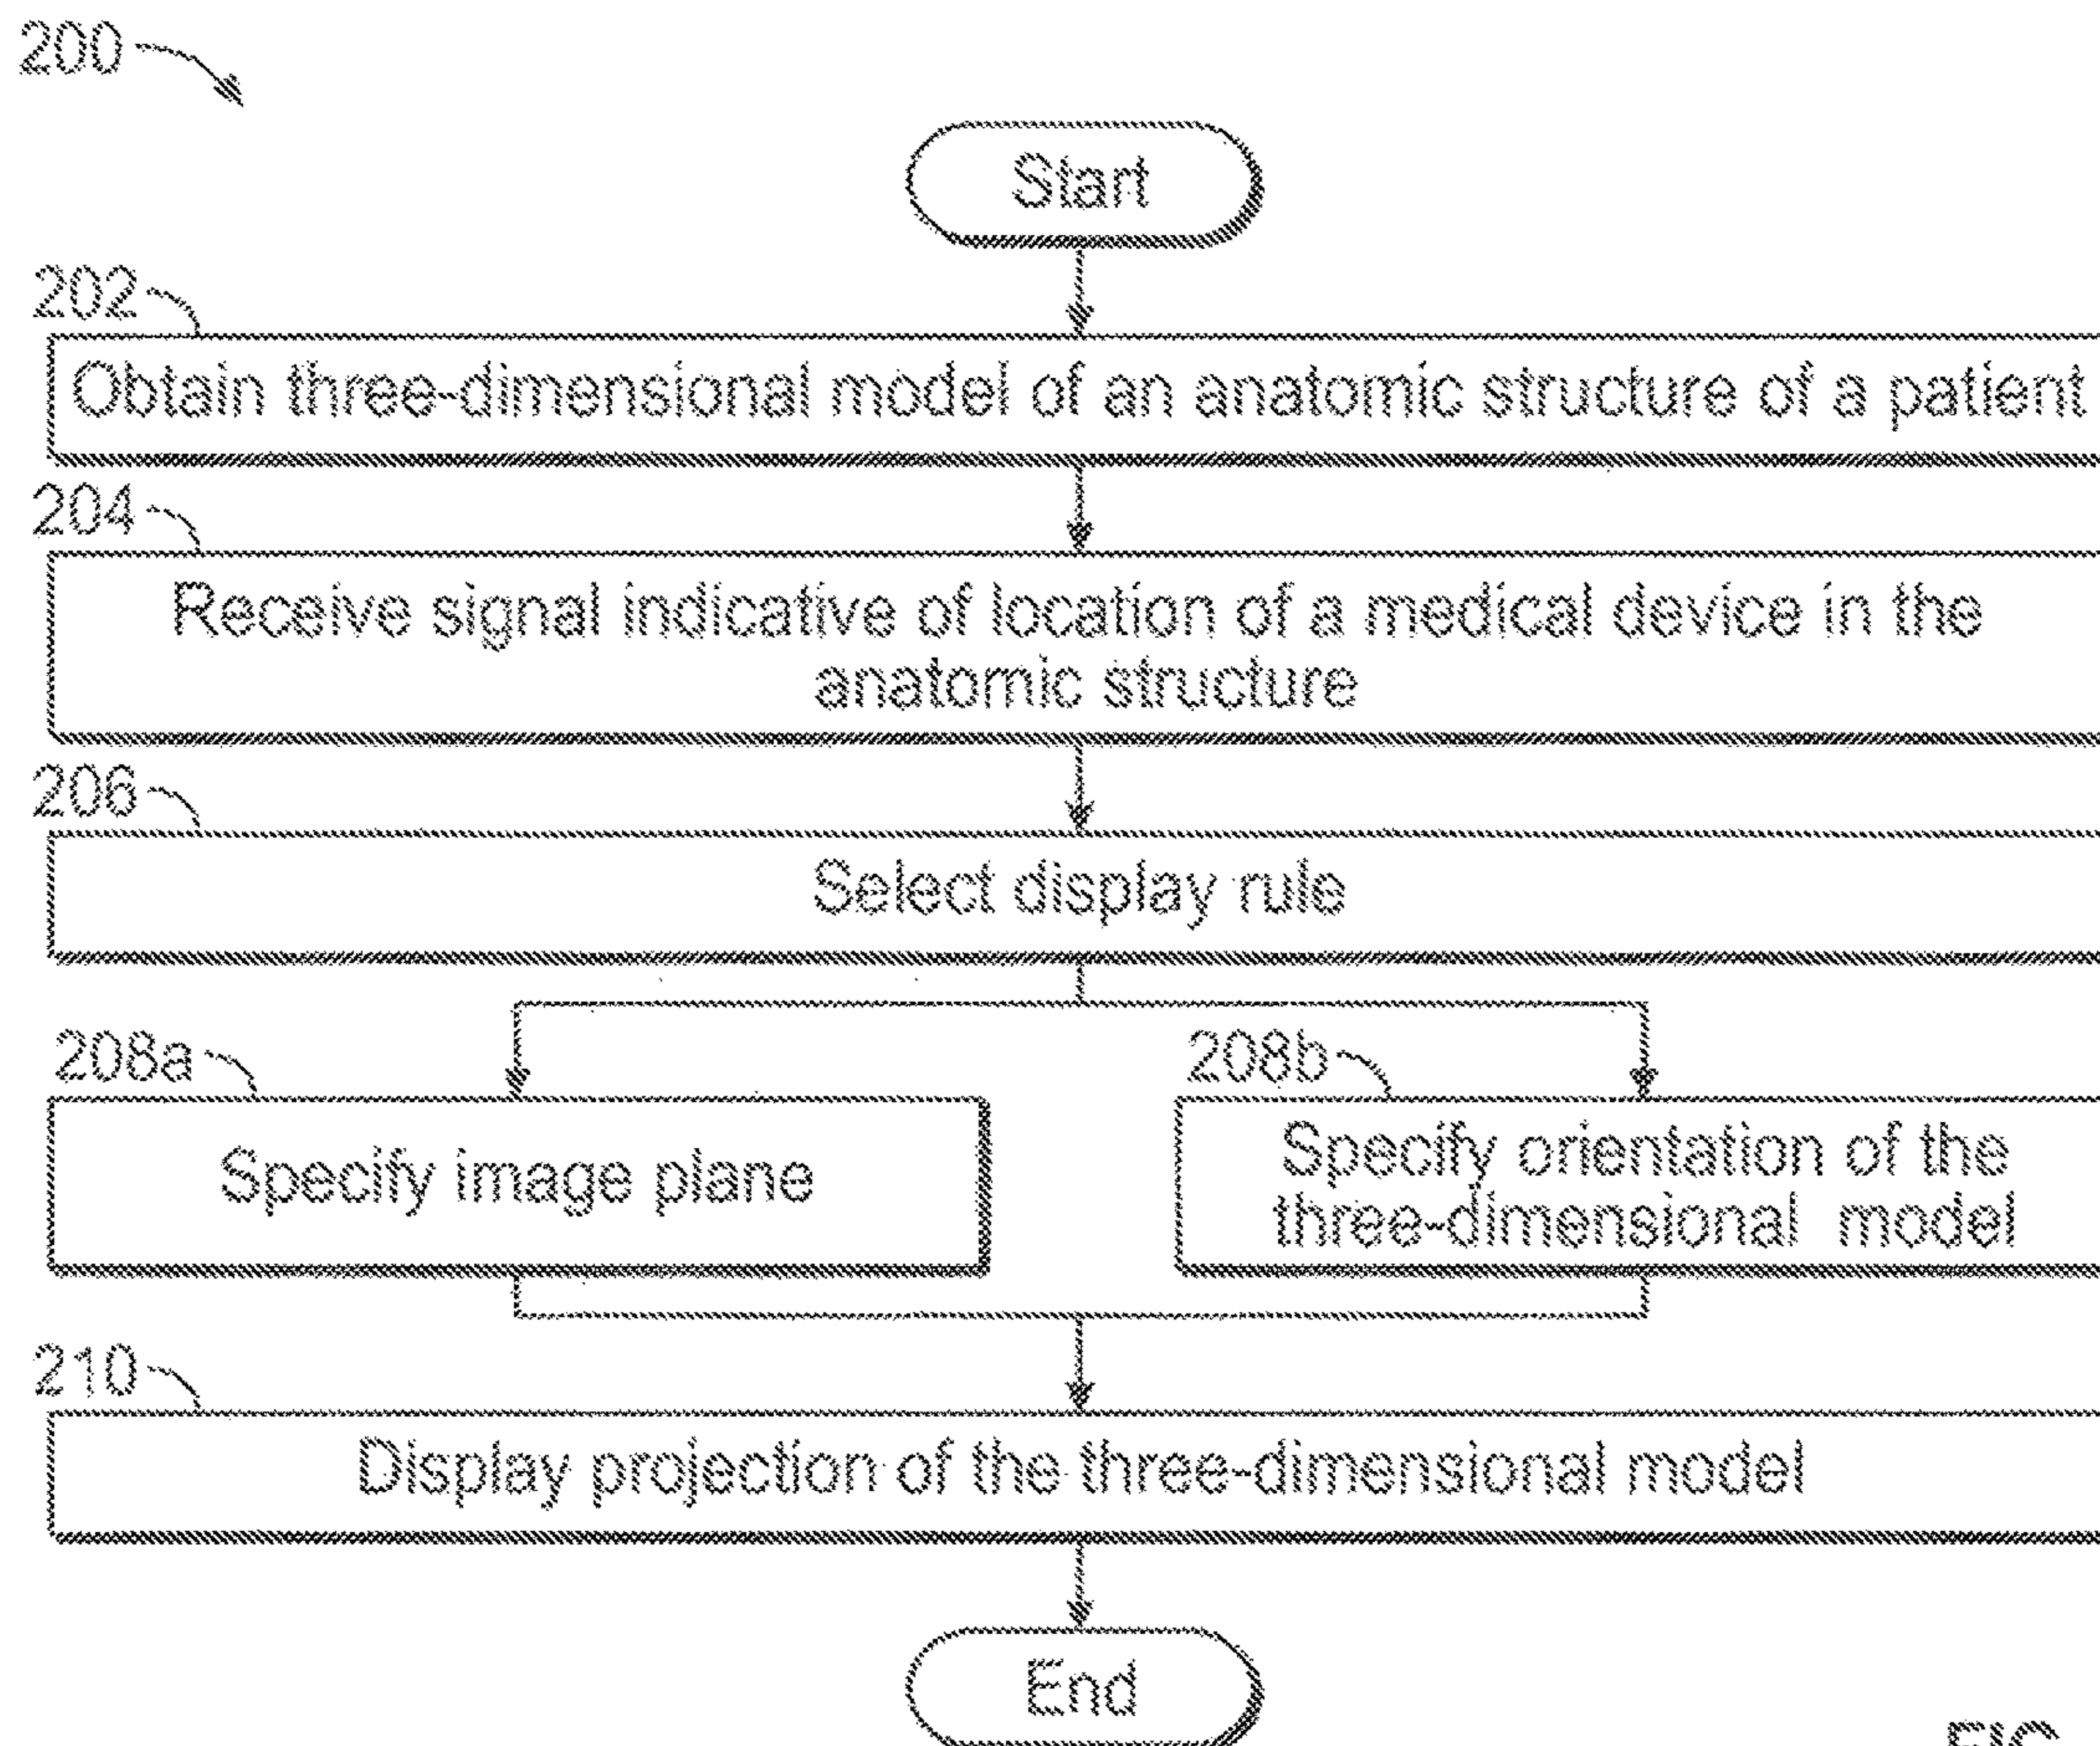 200
Start
202
Obtain three-dimensional model of an anatomic structure of a patient
204
Receive signal indicative of location of a medical device in the
anatomic structure
206
Select display rule
208a
Specify image plane
208b
Specify orientation of the
three-dimensional model
210
Display projection of the three-dimensional model
End
FIG